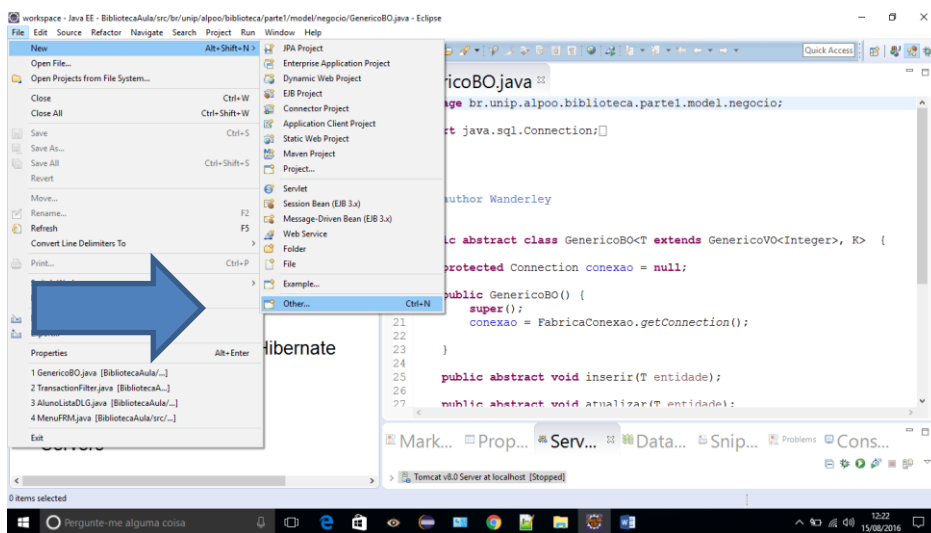 workspace - Java EE - BibliotecaAula/src/br/unip/alpoo/biblioteca/parte1/model/negocio/GenericoBO.java - Eclipse
File Edit Source Refactor Navigate Search Project Run Window Help
New Alt+Shift+N >
Open File...
Open Projects from File System...
Close Ctrl+W
Close All Ctrl+Shift+W
Save Ctrl+S
Save As...
Save All Ctrl+Shift+S
Revert
Move...
Rename... F2
Refresh F5
Convert Line Delimiters To >
Print... Ctrl+P
Properties Alt+Enter
1 GenericoBO.java [BibliotecaAula/...]
2 TransactionFilter.java [BibliotecaA...]
3 AlunoListaDLG.java [BibliotecaAula/...]
4 MenuFRM.java [BibliotecaAula/src/...]
Exit
JPA Project
Enterprise Application Project
Dynamic Web Project
EJB Project
Connector Project
Application Client Project
Static Web Project
Maven Project
Project...
Servlet
Session Bean (EJB 3.x)
Message-Driven Bean (EJB 3.x)
Web Service
Folder
File
Example...
Other... Ctrl+N
Hibernate
Quick Access
ricoBO.java
age br.unip.alpoo.biblioteca.parte1.model.negocio;
rt java.sql.Connection;
author Wanderley
ic abstract class GenericoBO<T extends GenericoVO<Integer>, K> {
protected Connection conexao = null;
public GenericoBO() {
super();
21 conexao = FabricaConexao.getConnection();
22
23 }
24
25 public abstract void inserir(T entidade);
26
27 public abstract void atualizar(T entidade);
Mark... Prop... Serv... Data... Snip... Problems Cons...
> Tomcat v8.0 Server at localhost [Stopped]
0 items selected
Pergunte-me alguma coisa
12:22
15/08/2016